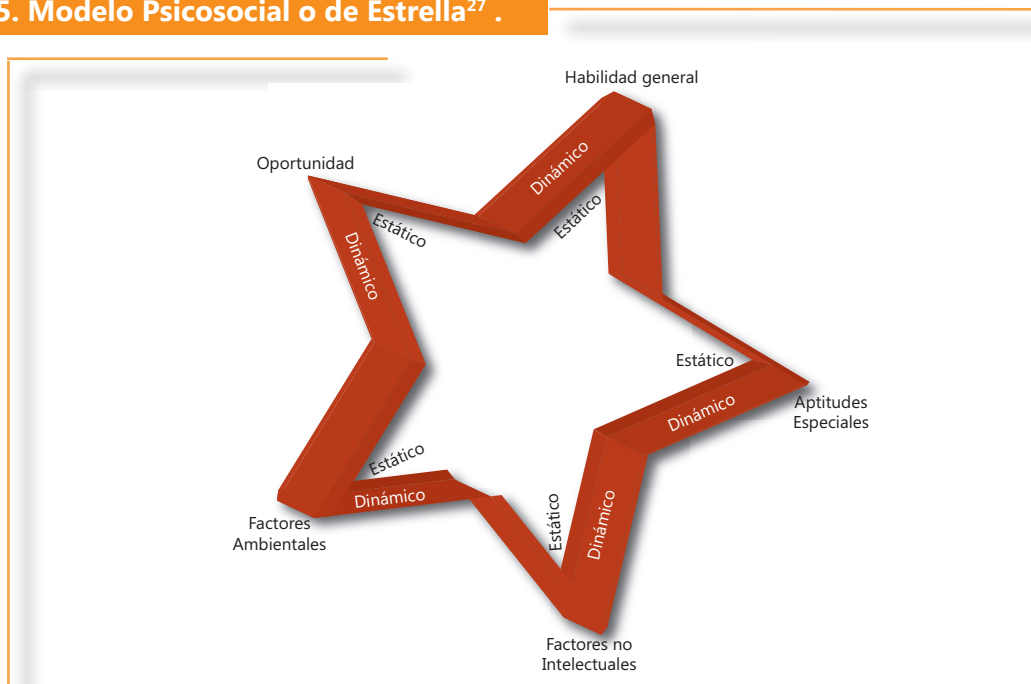 5. Modelo Psicosocial o de Estrella27 .
Habilidad general
Oportunidad
Dinámico
Estático
Estático
Dinámico
Estático
Aptitudes
Especiales
Dinámico
Estático
Dinámico
Estático
Dinámico
Factores
Ambientales
Factores no
Intelectuales